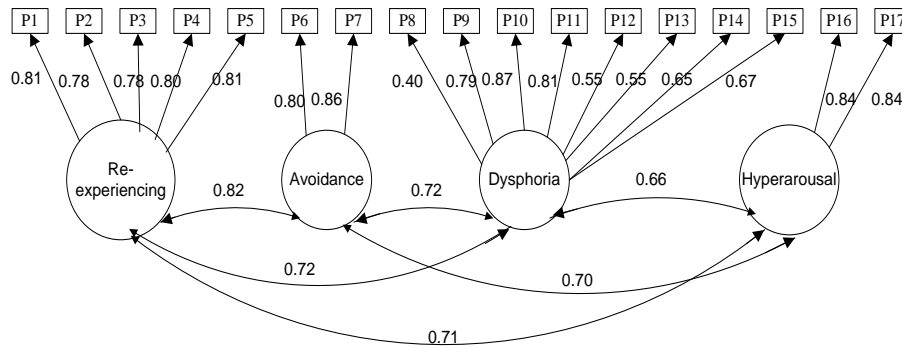 P1 P2 P3 P4 P5 P6 P7 P8 P9 P10 P11 P12 P13 P14 P15 P16 P17
0.81 0.78 0.78 0.80 0.81 0.80 0.86 0.40 0.79 0.87 0.81 0.55 0.55 0.65 0.67 0.84 0.84
Re-
experiencing
Avoidance
Dysphoria
Hyperarousal
0.82 0.72 0.66
0.72 0.70
0.71